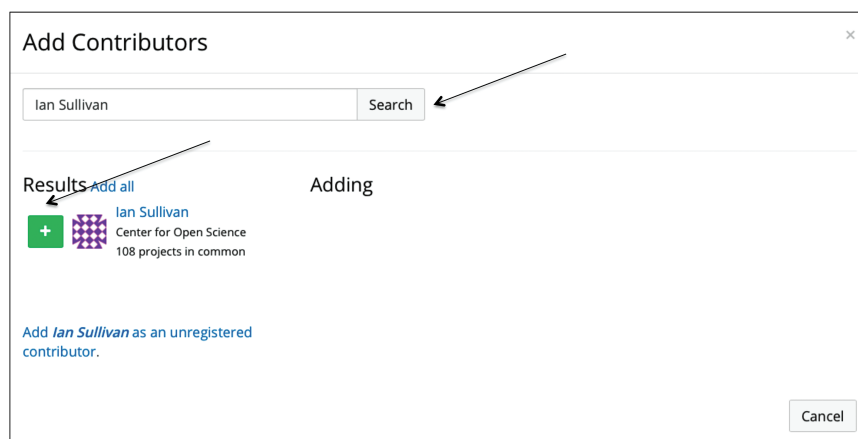 Add Contributors
×
Ian Sullivan
Search
Results Add all
Adding
+
Ian Sullivan
Center for Open Science
108 projects in common
Add Ian Sullivan as an unregistered
contributor.
Cancel